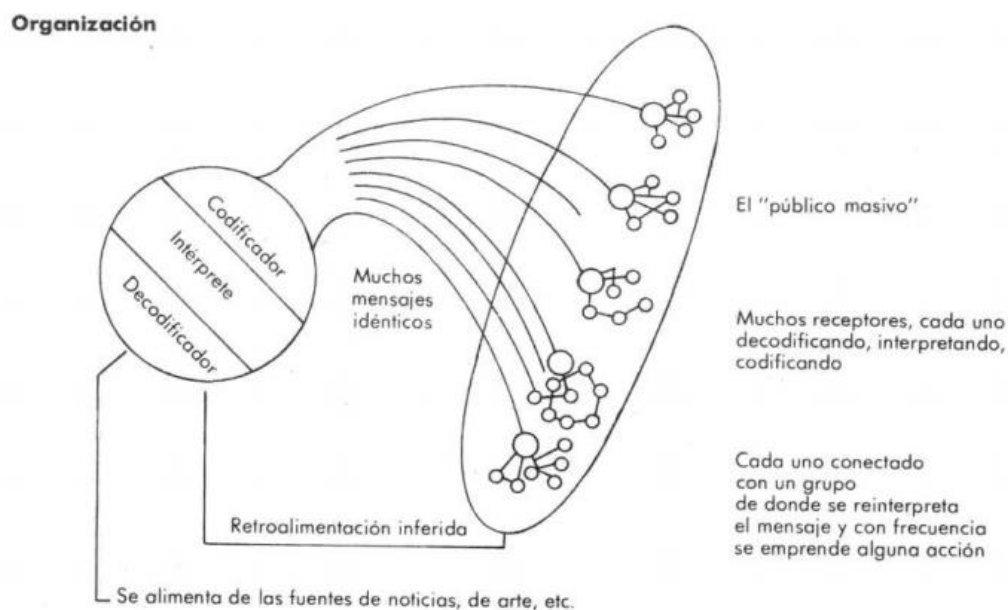 Organización
Codificador
Intérprete
Decodificador
Muchos
mensajes
idénticos
El "público masivo"
Muchos receptores, cada uno
decodificando, interpretando,
codificando
Cada uno conectado
con un grupo
de donde se reinterpreta
el mensaje y con frecuencia
se emprende alguna acción
Retroalimentación inferida
Se alimenta de las fuentes de noticias, de arte, etc.